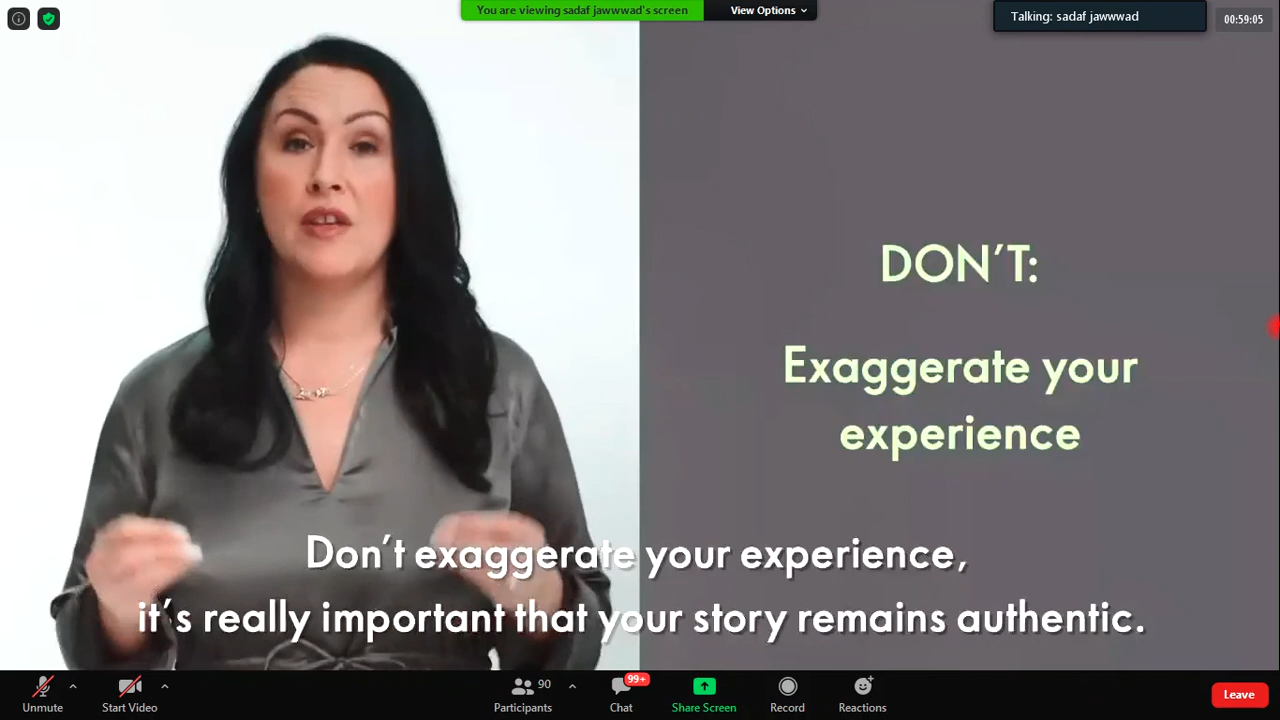 You are viewing sadaf jawwwad's screen
View Options
Talking: sadaf jawwwad
00:59:05
DON'T:
Exaggerate your
experience
Don't exaggerate your experience,
it's really important that your story remains authentic.
Unmute
Start Video
90
Participants
99+
Chat
Share Screen
Record
Reactions
Leave